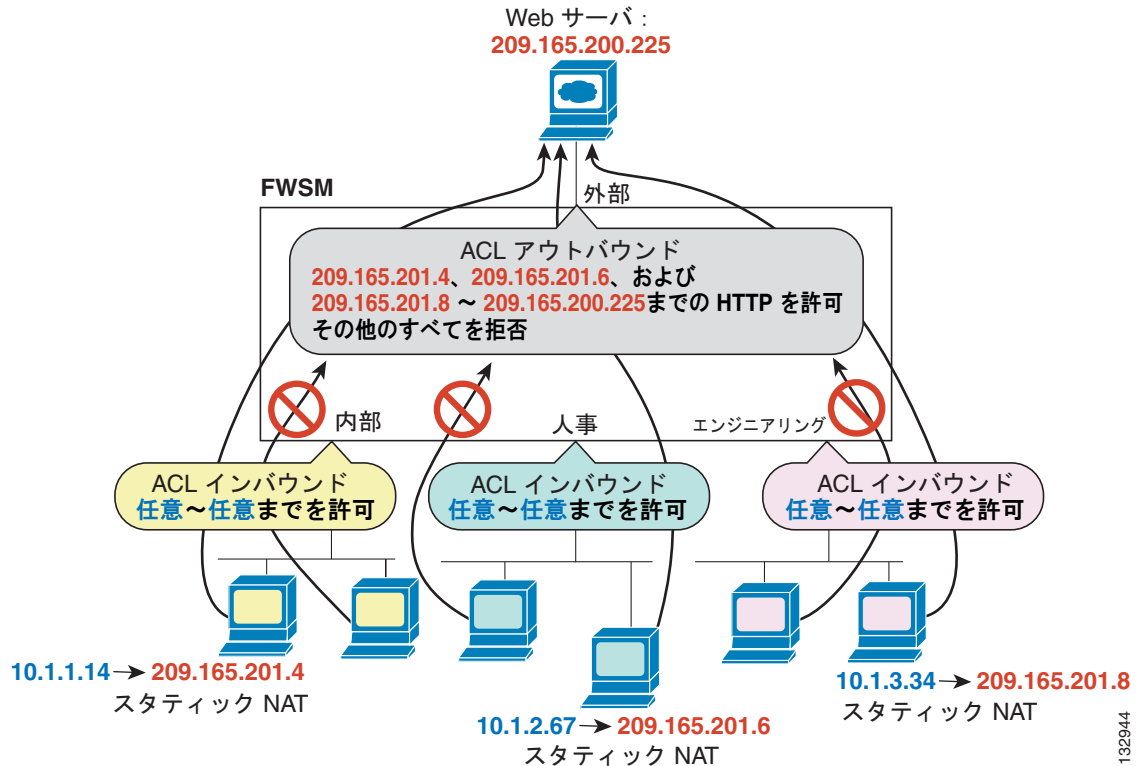 Web サーバ：
209.165.200.225
FWSM
外部
ACL アウトバウンド
209.165.201.4、209.165.201.6、および
209.165.201.8 ～ 209.165.200.225までの HTTP を許可
その他のすべてを拒否
内部
人事
エンジニアリング
ACL インバウンド
任意～任意までを許可
ACL インバウンド
任意～任意までを許可
ACL インバウンド
任意～任意までを許可
10.1.1.14 → 209.165.201.4
スタティック NAT
10.1.2.67 → 209.165.201.6
スタティック NAT
10.1.3.34 → 209.165.201.8
スタティック NAT
132944